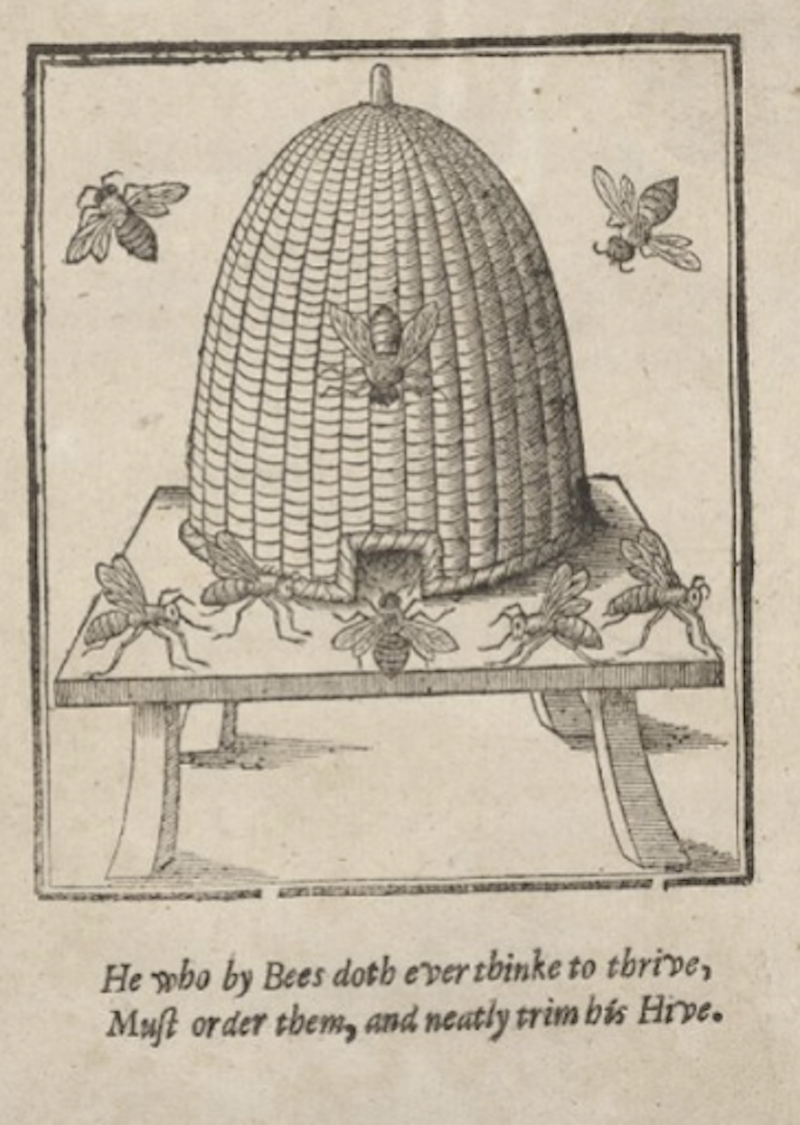 He who by Bees doth ever thinke to thrive,
Muſt order them, and neatly trim his Hive.